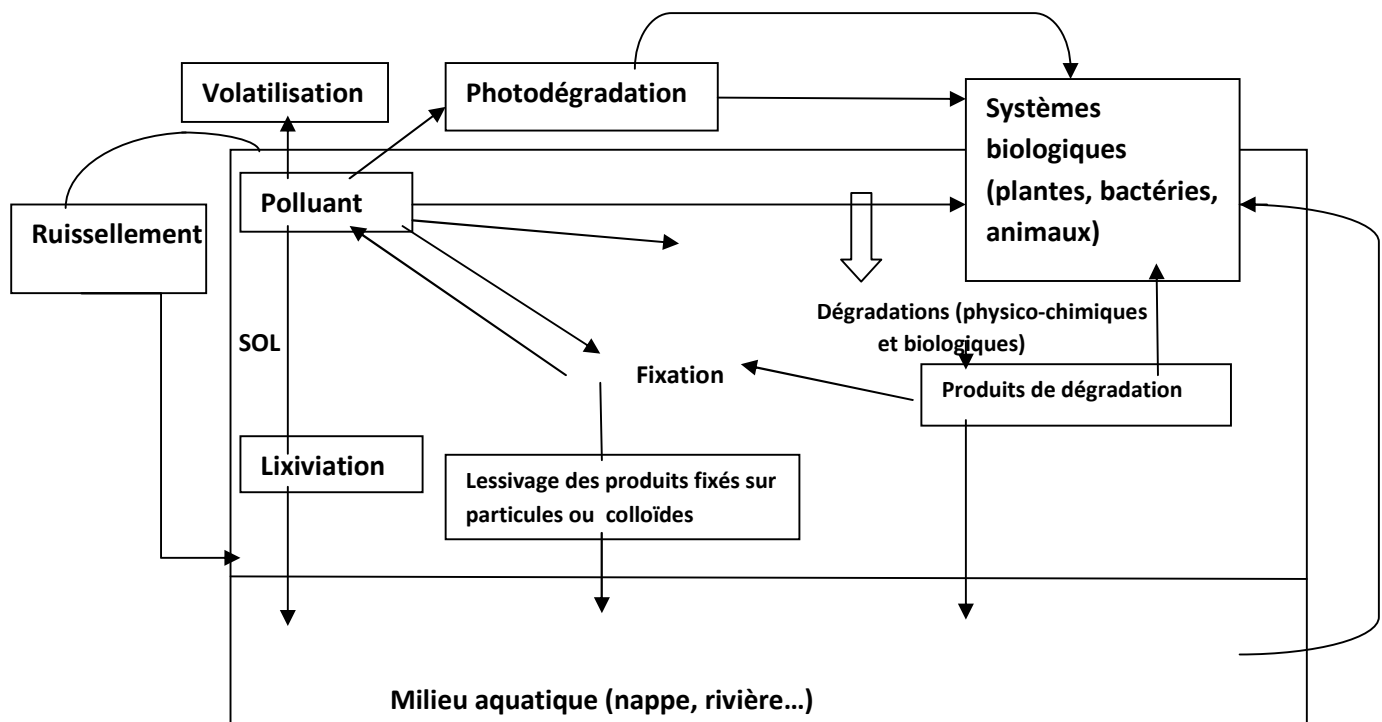 Volatilisation
Photodégradation
Systèmes
biologiques
(plantes, bactéries,
animaux)
Polluant
Ruissellement
Dégradations (physico-chimiques
et biologiques)
SOL
Fixation
Produits de dégradation
Lixiviation
Lessivage des produits fixés sur
particules ou colloïdes
Milieu aquatique (nappe, rivière...)